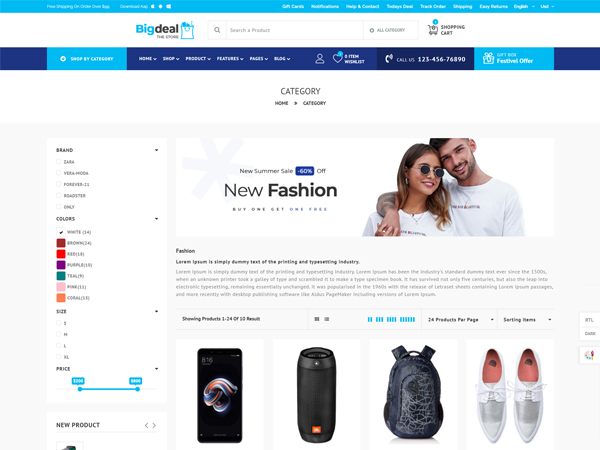 Free Shipping On Order Over $99
Download App
Gift Cards
Notifications
Help & Contact
Todays Deal
Track Order
Shipping
Easy Returns
English
Usd
Bigdeal
THE STORE
Search a Product
ALL CATEGORY
0
SHOPPING
CART
SHOP BY CATEGORY
HOME
SHOP
PRODUCT
FEATURES
PAGES
BLOG
0 ITEM
WISHLIST
CALL US 123-456-76890
GIFT BOX
Festivel Offer
CATEGORY
HOME » CATEGORY
BRAND
ZARA
VERA-MODA
FOREVER-21
ROADSTER
ONLY
COLORS
WHITE (14)
BROWN(24)
RED(18)
PURPLE(10)
TEAL(9)
PINK(11)
CORAL(13)
SIZE
S
M
L
XL
PRICE
$200
$800
NEW PRODUCT
New Summer Sale -60% Off
New Fashion
BUY ONE GET ONE FREE
Fashion
Lorem Ipsum is simply dummy text of the printing and typesetting industry.
Lorem Ipsum is simply dummy text of the printing and typesetting industry. Lorem Ipsum has been the industry's standard dummy text ever since the 1500s,
when an unknown printer took a galley of type and scrambled it to make a type specimen book. It has survived not only five centuries, but also the leap into
electronic typesetting, remaining essentially unchanged. It was popularised in the 1960s with the release of Letraset sheets containing Lorem Ipsum passages,
and more recently with desktop publishing software like Aldus PageMaker including versions of Lorem Ipsum.
Showing Products 1-24 Of 10 Result
24 Products Par Page
Sorting Items
RTL
DARK
JBL